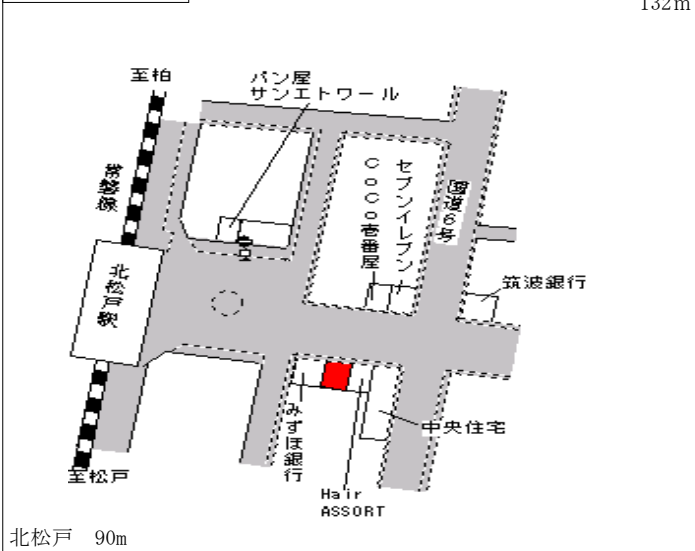 132m
至柏
パン屋
サンエトワール
常磐線
セブンイレブン
CoCo壱番屋
国道6号
北松戸駅
筑波銀行
みずほ銀行
中央住宅
至松戸
Hair
ASSORT
北松戸 90m